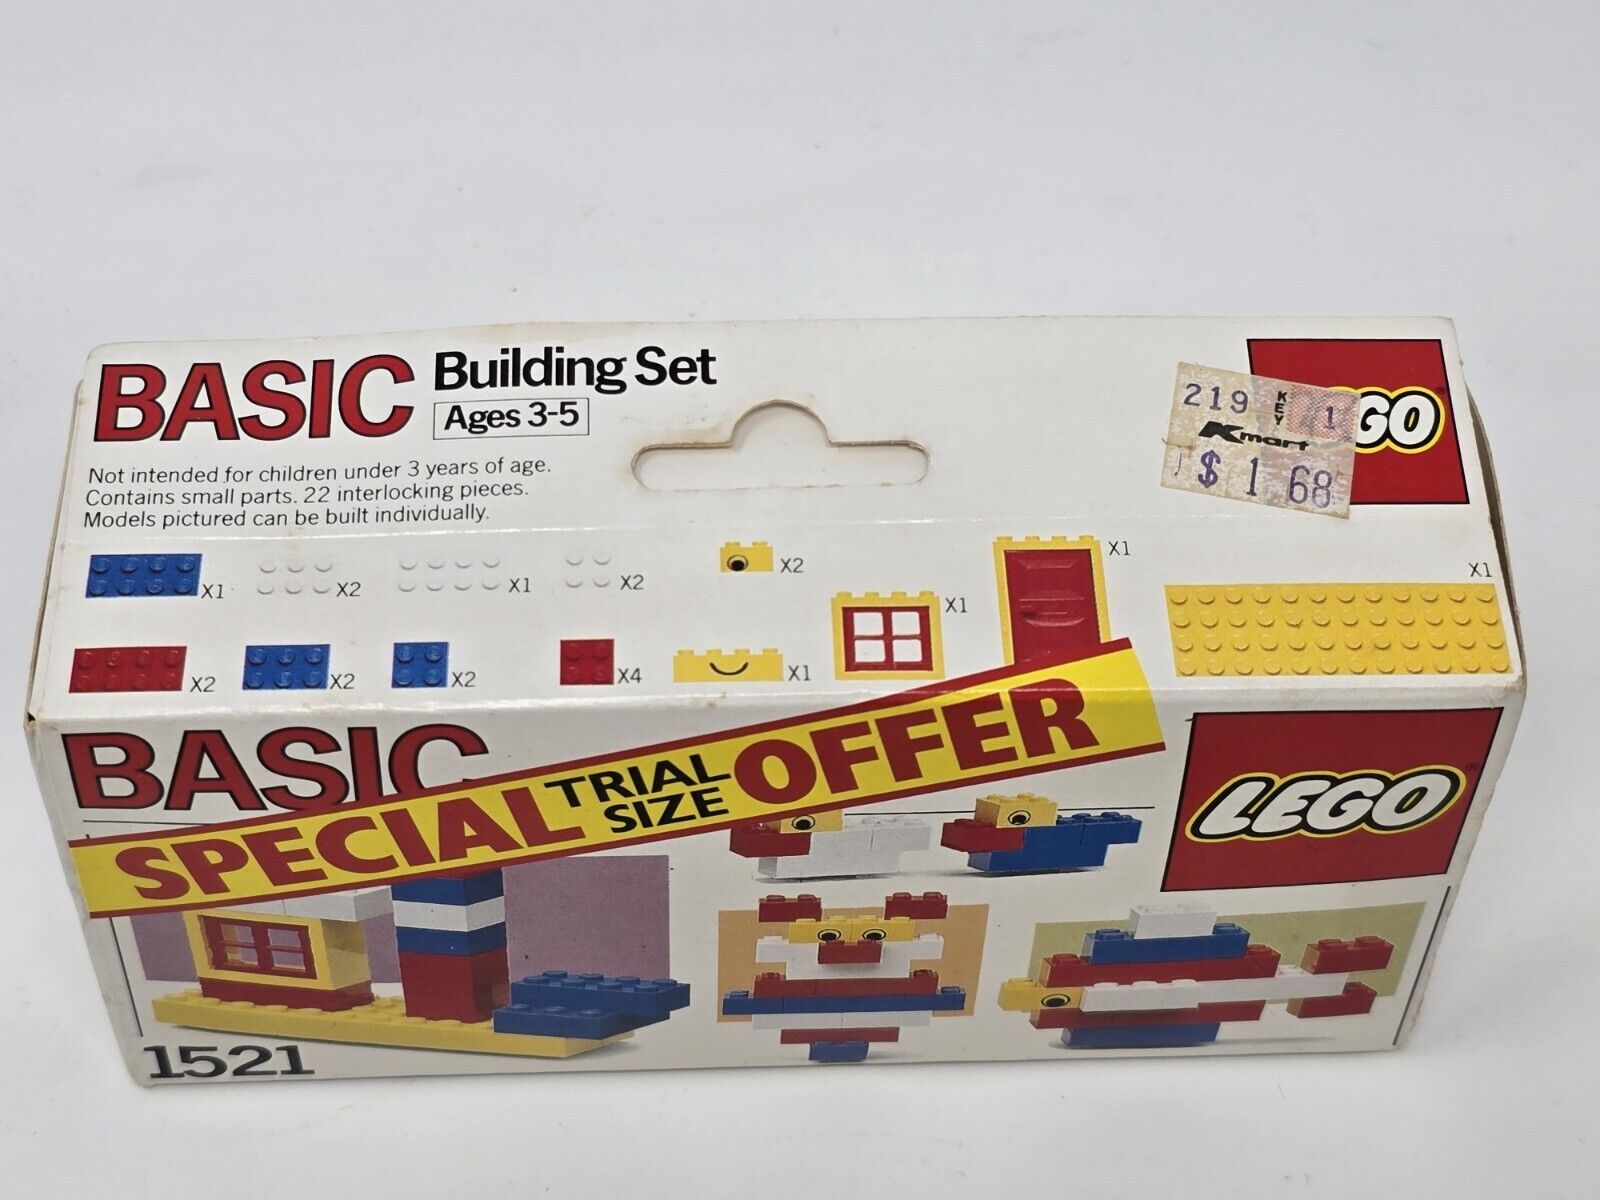 BASIC Building Set
Ages 3-5
Not intended for children under 3 years of age.
Contains small parts. 22 interlocking pieces.
Models pictured can be built individually.
219 KEY 1
Kmart
$ 1 68
GO
X1 X2 X1 X2 X2 X1 X1 X1
X2 X2 X2 X4 X1
BASIC
SPECIAL TRIAL SIZE OFFER
LEGO
1521